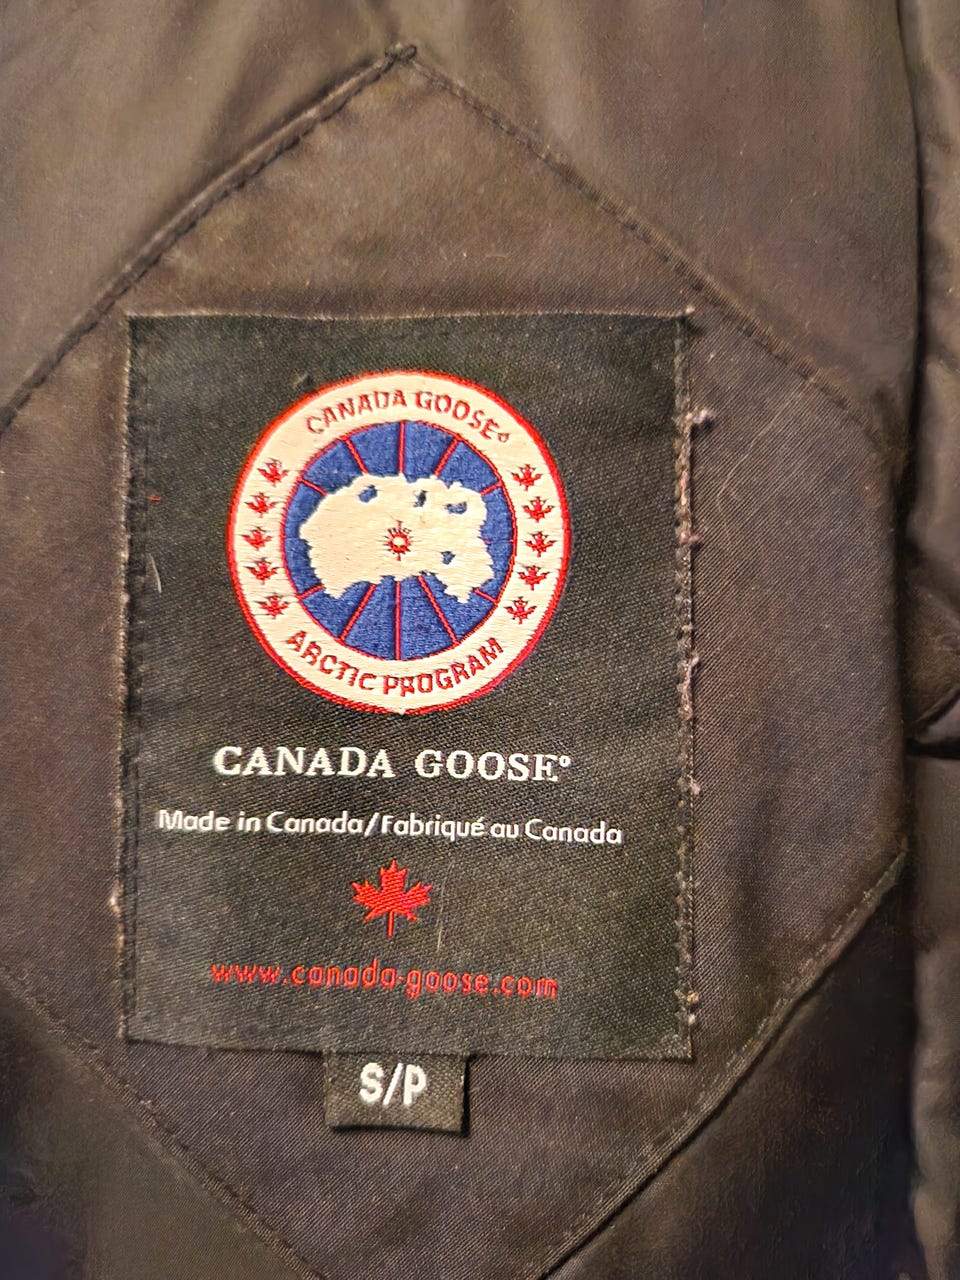 CANADA GOOSE®
ARCTIC PROGRAM
CANADA GOOSE®
Made in Canada/Fabriqué au Canada
www.canada-goose.com
S/P